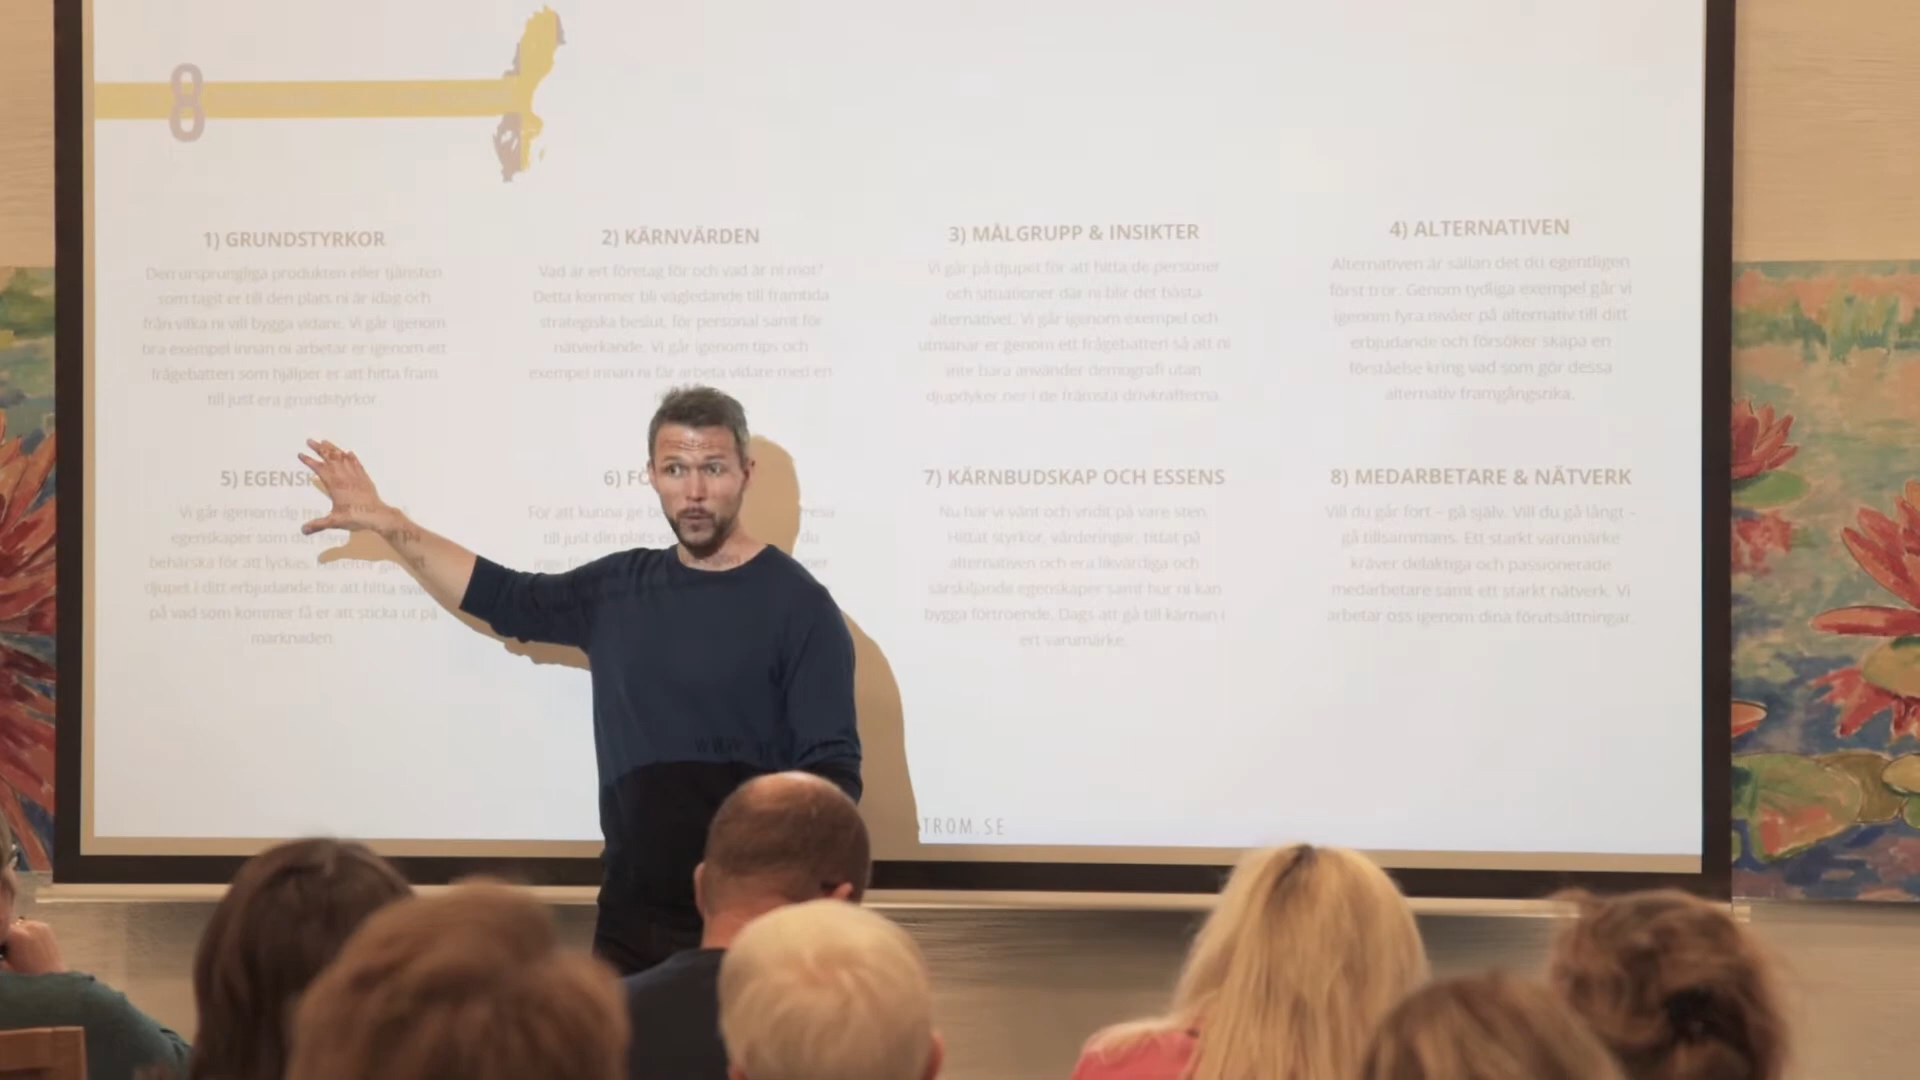 8
1) GRUNDSTYRKOR
Den ursprungliga produkten eller tjänsten
som tagit er till den plats ni är idag och
från vilka ni vill bygga vidare. Vi går igenom
bra exempel innan ni arbetar er igenom ett
frågebatteri som hjälper er att hitta fram
till just era grundstyrkor
2) KÄRNVÄRDEN
Vad är ert företag för och vad är ni mot?
Detta kommer bli vägledande till framtida
strategiska beslut, för personal samt för
nätverkande. Vi går igenom tips och
exempel innan ni får arbeta vidare med en
3) MÅLGRUPP & INSIKTER
Vi går på djupet för att hitta de personer
och situationer där ni blir det bästa
alternativet. Vi går igenom exempel och
utmanar er genom ett frågebatteri så att ni
inte bara använder demografi utan
djupdyker ner i de främsta drivkrafterna.
4) ALTERNATIVEN
Alternativen är sällan det du egentligen
först tror. Genom tydliga exempel går vi
igenom fyra nivåer på alternativ till ditt
erbjudande och försöker skapa en
förståelse kring vad som gör dessa
alternativ framgångsrika.
5) EGENSK
Vi går igenom de tre
egenskaper som du på
behärska för att lyckas. Därefter går vi
djupet i ditt erbjudande för att hitta svar
på vad som kommer få er att sticka ut på
marknaden.
6) FÖ
För att kunna ge be resa
till just din plats el du
7) KÄRNBUDSKAP OCH ESSENS
Nu har vi vänt och vridit på varje sten.
Hittat styrkor, värderingar, tittat på
alternativen och era likvärdiga och
särskiljande egenskaper samt hur ni kan
bygga förtroende. Dags att gå till kärnan i
ert varumärke.
8) MEDARBETARE & NÄTVERK
Vill du gå fort – gå själv. Vill du gå långt –
gå tillsammans. Ett starkt varumärke
kräver delaktiga och passionerade
medarbetare samt ett starkt nätverk. Vi
arbetar oss igenom dina förutsättningar.
WWW
TROM.SE